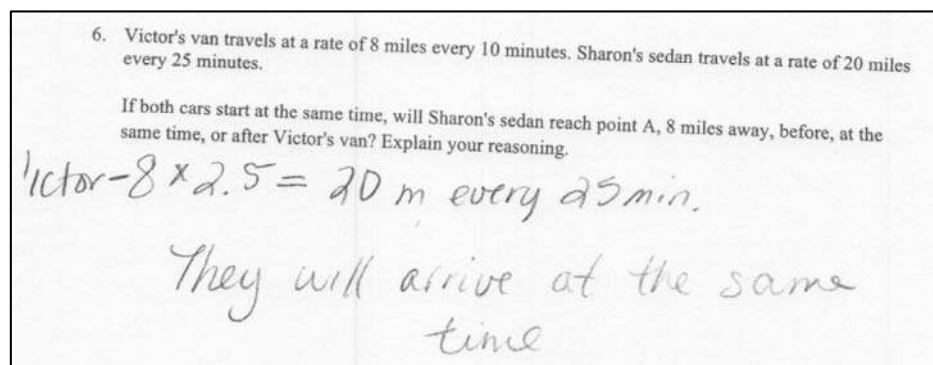 6. Victor's van travels at a rate of 8 miles every 10 minutes. Sharon's sedan travels at a rate of 20 miles
every 25 minutes.
If both cars start at the same time, will Sharon's sedan reach point A, 8 miles away, before, at the
same time, or after Victor's van? Explain your reasoning.
Victor-8 × 2.5 = 20 m every 25 min.
They will arrive at the same
time